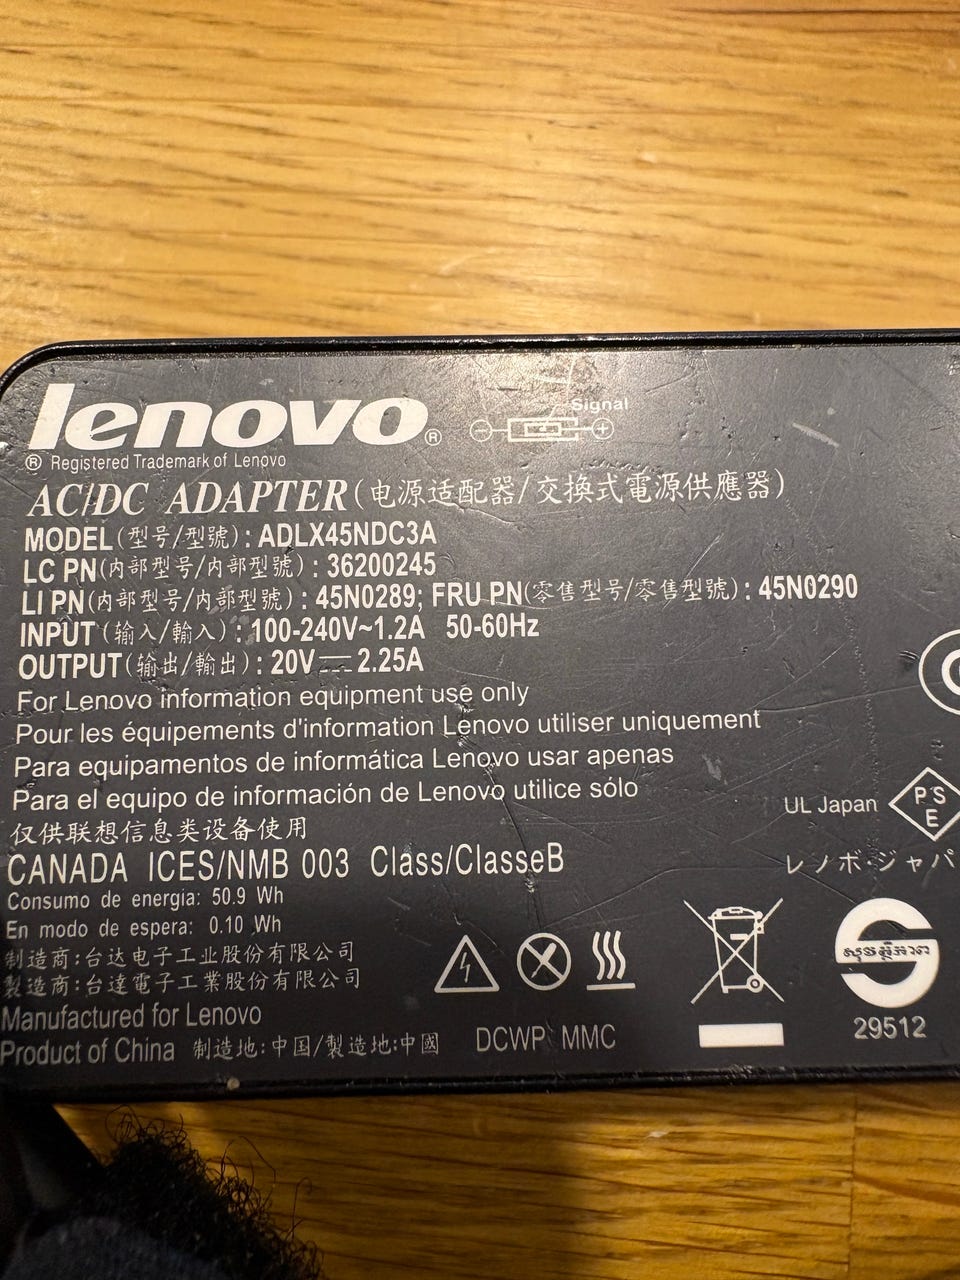 lenovo®
Signal
® Registered Trademark of Lenovo
AC/DC ADAPTER(电源适配器/交換式電源供應器)
MODEL(型号/型號): ADLX45NDC3A
LC PN(内部型号/内部型號): 36200245
LI PN(内部型号/内部型號): 45N0289; FRU PN(零售型号/零售型號): 45N0290
INPUT(输入/輸入): 100-240V~1.2A 50-60Hz
OUTPUT(输出/輸出): 20V⎓2.25A
For Lenovo information equipment use only
Pour les équipements d'information Lenovo utiliser uniquement
Para equipamentos de informática Lenovo usar apenas
Para el equipo de información de Lenovo utilice sólo
仅供联想信息类设备使用
UL Japan
PSE
レノボ・ジャパ
CANADA ICES/NMB 003 Class/ClasseB
Consumo de energia: 50.9 Wh
En modo de espera: 0.10 Wh
制造商:台达电子工业股份有限公司
製造商:台達電子工業股份有限公司
Manufactured for Lenovo
Product of China 制造地:中国/製造地:中國
DCWP MMC
29512